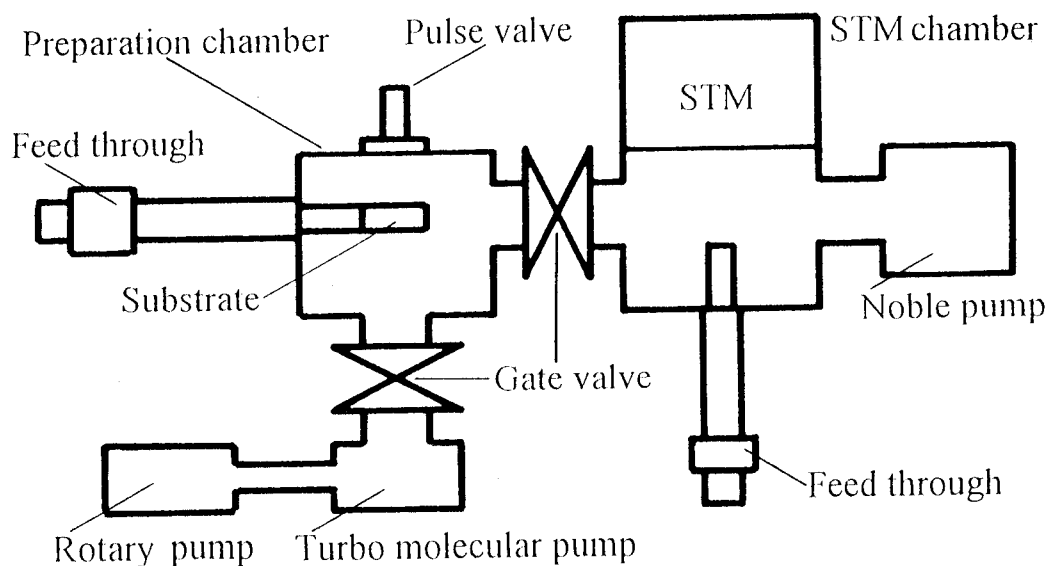 Preparation chamber
Pulse valve
STM chamber
STM
Feed through
Substrate
Noble pump
Gate valve
Feed through
Rotary pump
Turbo molecular pump